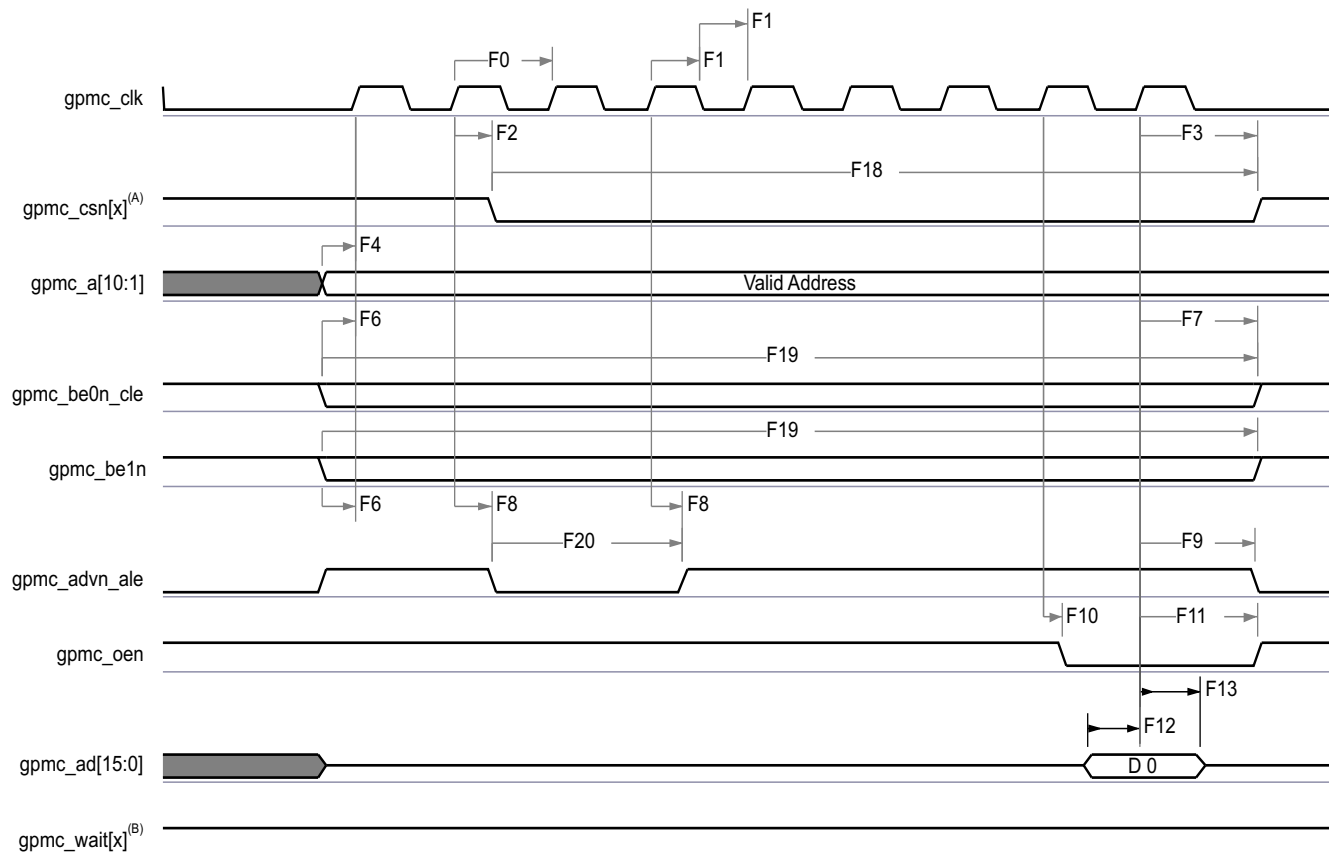 F1
F0
F1
gpmc_clk
F2
F3
F18
gpmc_csn[x](A)
F4
gpmc_a[10:1]
Valid Address
F6
F7
F19
gpmc_be0n_cle
F19
gpmc_be1n
F6
F8
F8
F20
F9
gpmc_advn_ale
F10
F11
gpmc_oen
F13
F12
gpmc_ad[15:0]
D 0
gpmc_wait[x](B)